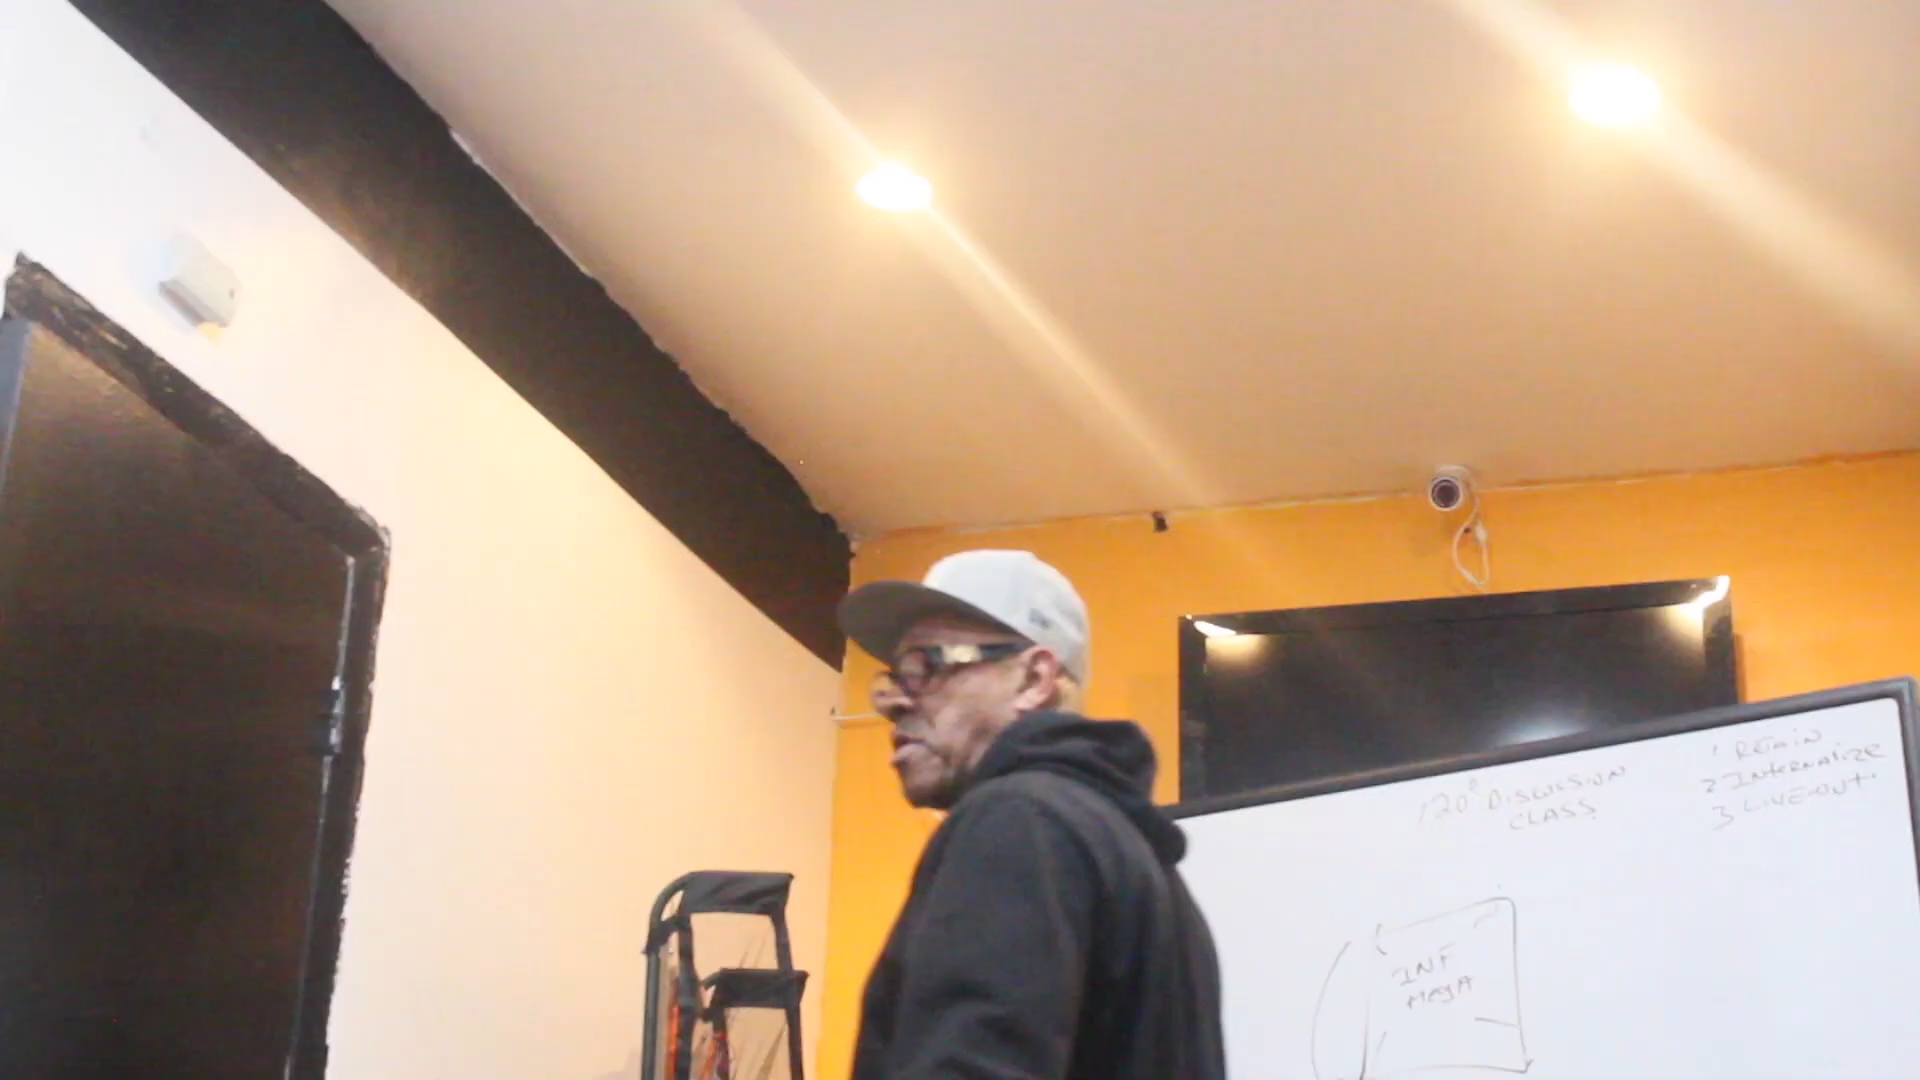 120° DISCUSSION
CLASS
1 Retain
2 Internalize
3 LIVE-OUT
INF
MEGA